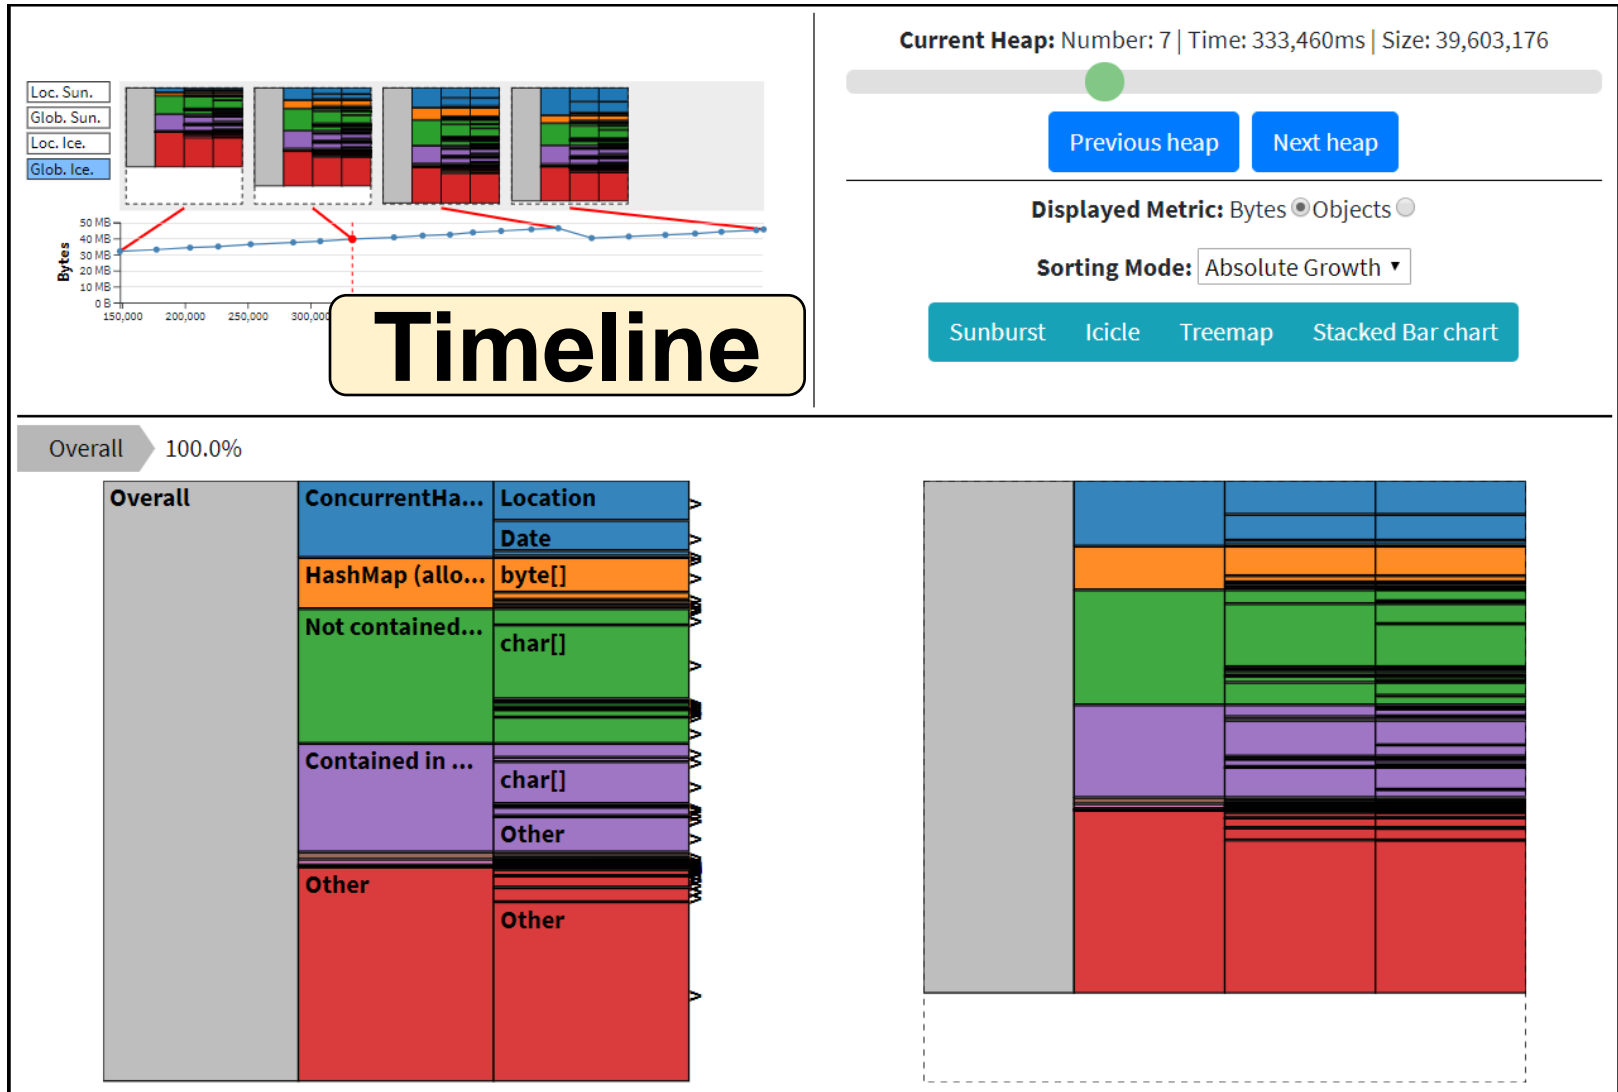 Current Heap: Number: 7 | Time: 333,460ms | Size: 39,603,176
Loc. Sun.
Glob. Sun.
Loc. Ice.
Glob. Ice.
Previous heap
Next heap
Displayed Metric: Bytes Objects
Sorting Mode: Absolute Growth
Sunburst Icicle Treemap Stacked Bar chart
Bytes
50 MB
40 MB
30 MB
20 MB
10 MB
0 B
150,000 200,000 250,000 300,000
Timeline
Overall 100.0%
Overall
ConcurrentHa...
Location
Date
HashMap (allo...
byte[]
Not contained...
char[]
Contained in ...
char[]
Other
Other
Other